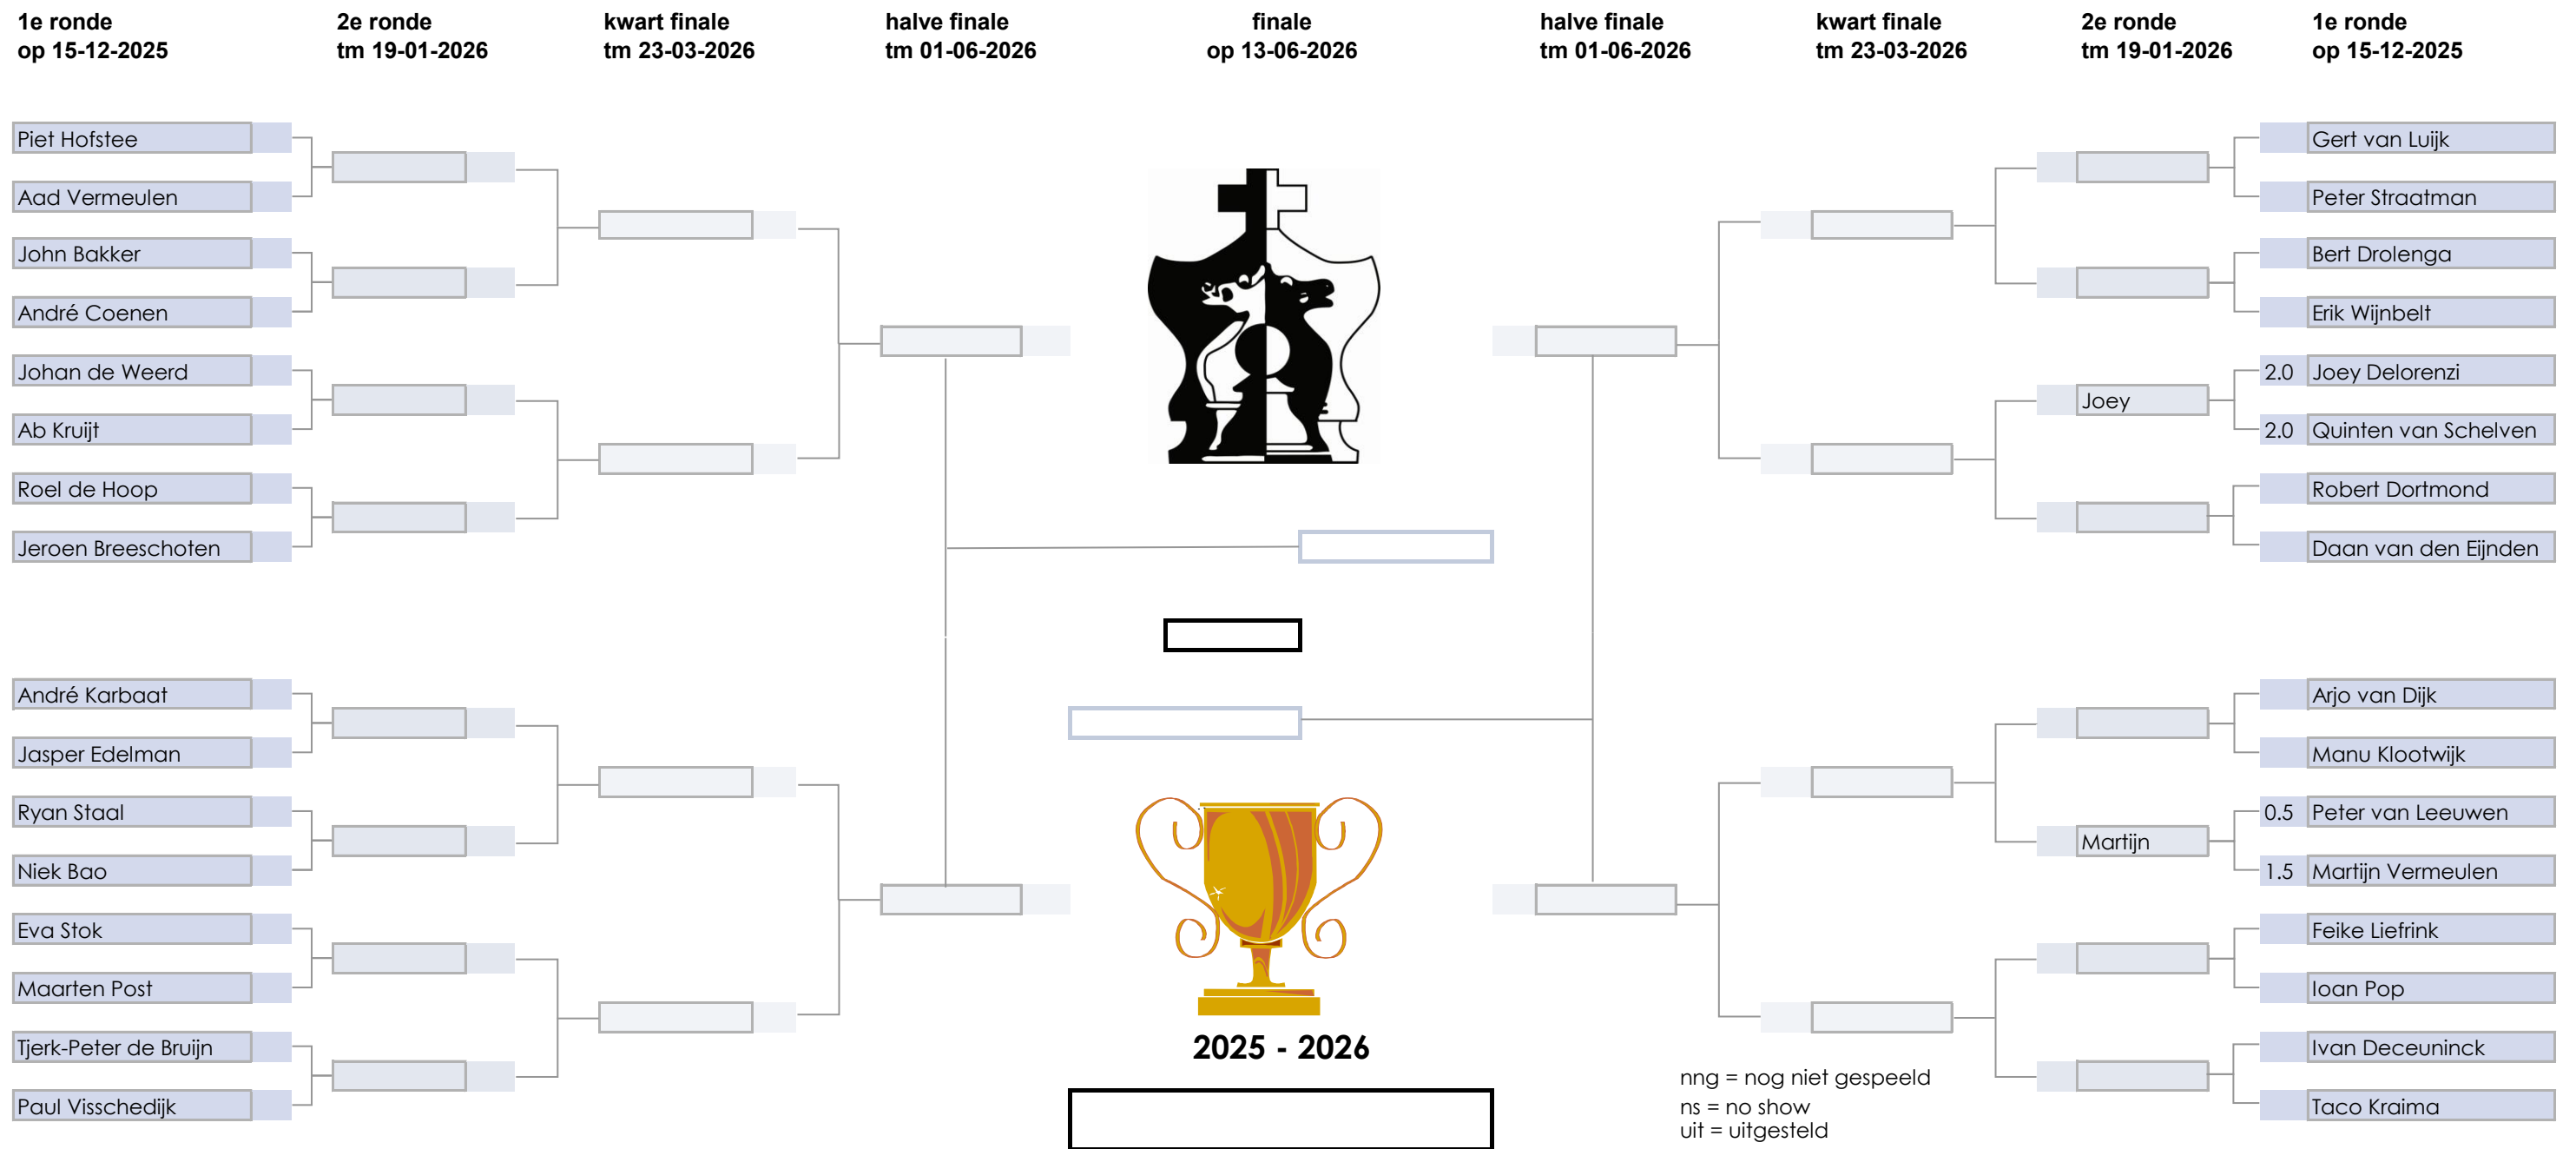 1e ronde
op 15-12-2025
2e ronde
tm 19-01-2026
kwart finale
tm 23-03-2026
halve finale
tm 01-06-2026
finale
op 13-06-2026
halve finale
tm 01-06-2026
kwart finale
tm 23-03-2026
2e ronde
tm 19-01-2026
1e ronde
op 15-12-2025
Piet Hofstee
Aad Vermeulen
John Bakker
André Coenen
Johan de Weerd
Ab Kruijt
Roel de Hoop
Jeroen Breeschoten
André Karbaat
Jasper Edelman
Ryan Staal
Niek Bao
Eva Stok
Maarten Post
Tjerk-Peter de Bruijn
Paul Visschedijk
2025 - 2026
nng = nog niet gespeeld
ns = no show
uit = uitgesteld
Joey
Martijn
Gert van Luijk
Peter Straatman
Bert Drolenga
Erik Wijnbelt
2.0 Joey Delorenzi
2.0 Quinten van Schelven
Robert Dortmond
Daan van den Eijnden
Arjo van Dijk
Manu Klootwijk
0.5 Peter van Leeuwen
1.5 Martijn Vermeulen
Feike Liefrink
Ioan Pop
Ivan Deceuninck
Taco Kraima